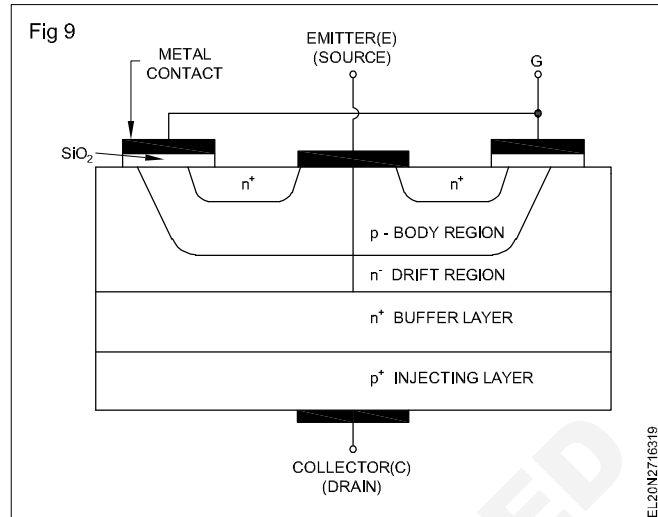 Fig 9
EMITTER(E)
(SOURCE)
G
METAL
CONTACT
SiO₂
n⁺
n⁺
p - BODY REGION
n⁻ DRIFT REGION
n⁺ BUFFER LAYER
p⁺ INJECTING LAYER
COLLECTOR(C)
(DRAIN)
EL20N2716319